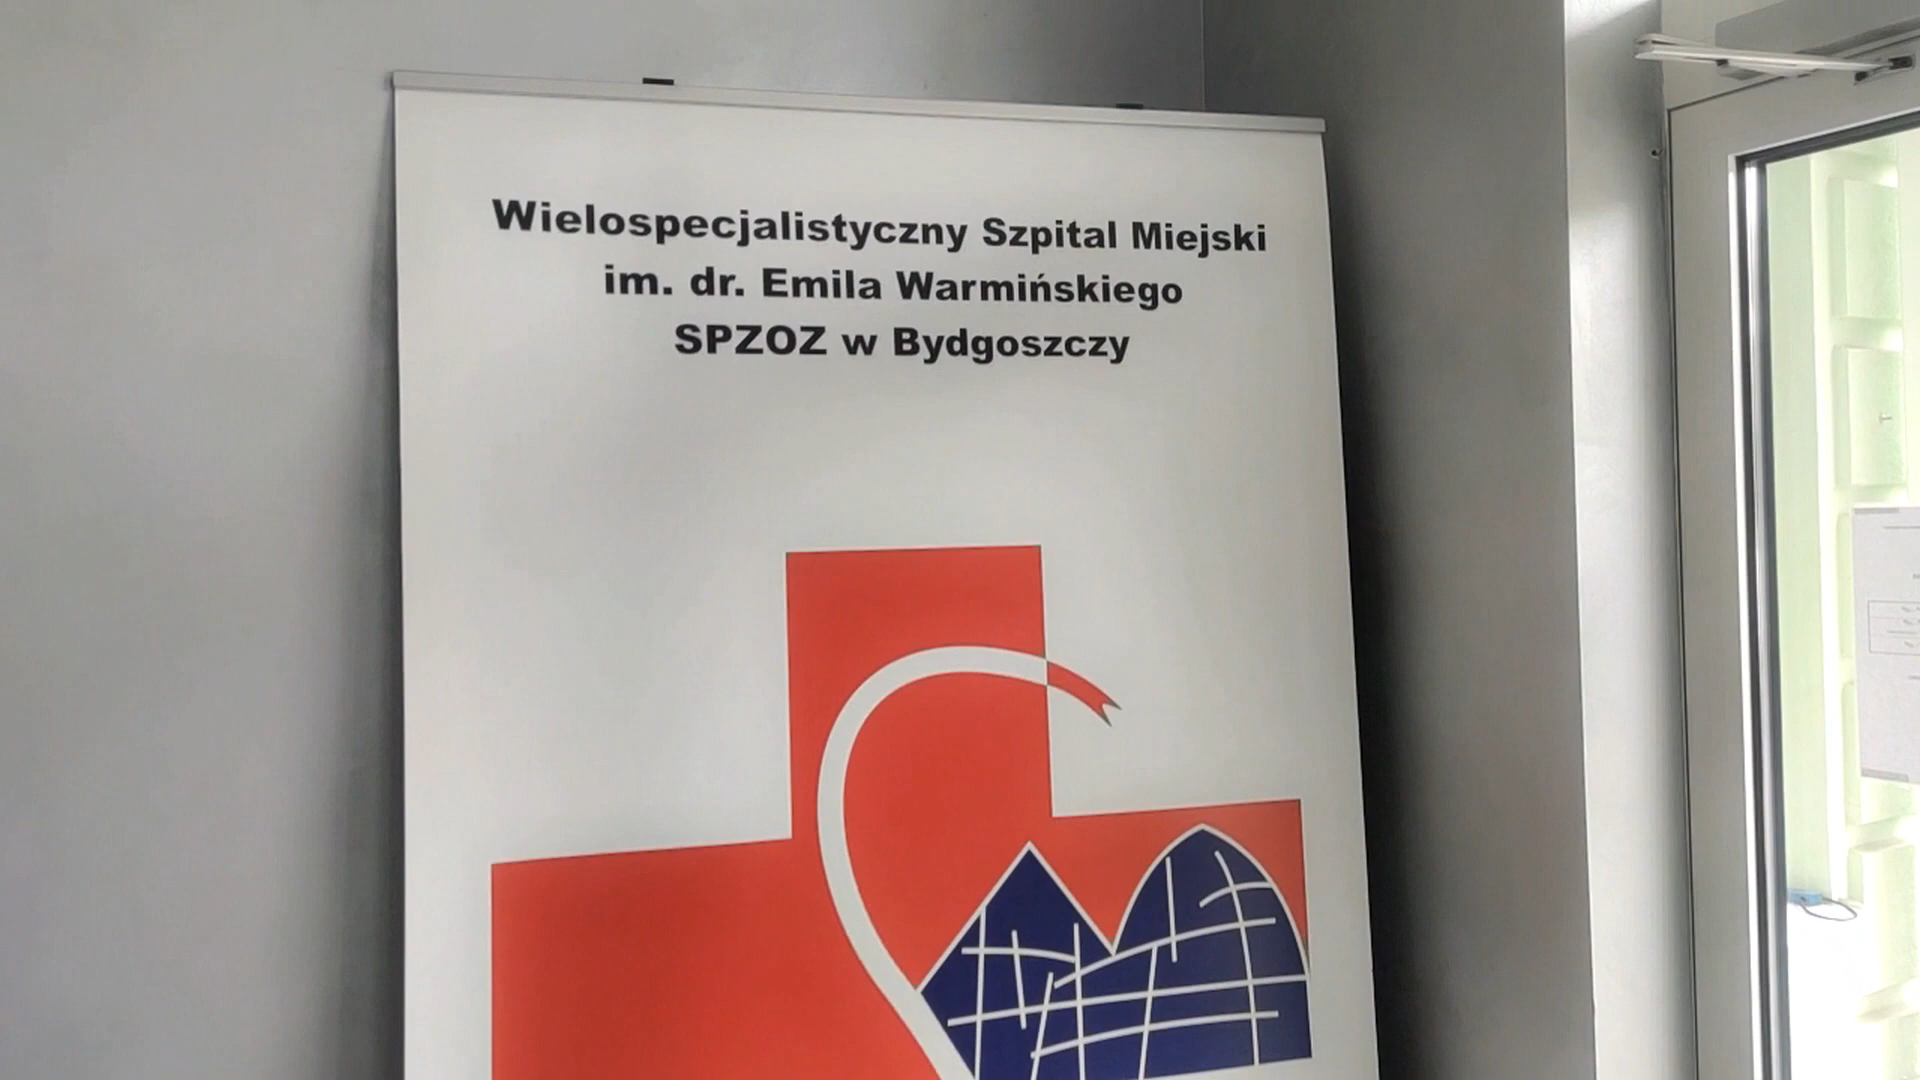 Wielospecjalistyczny Szpital Miejski
im. dr. Emila Warmińskiego
SPZOZ w Bydgoszczy